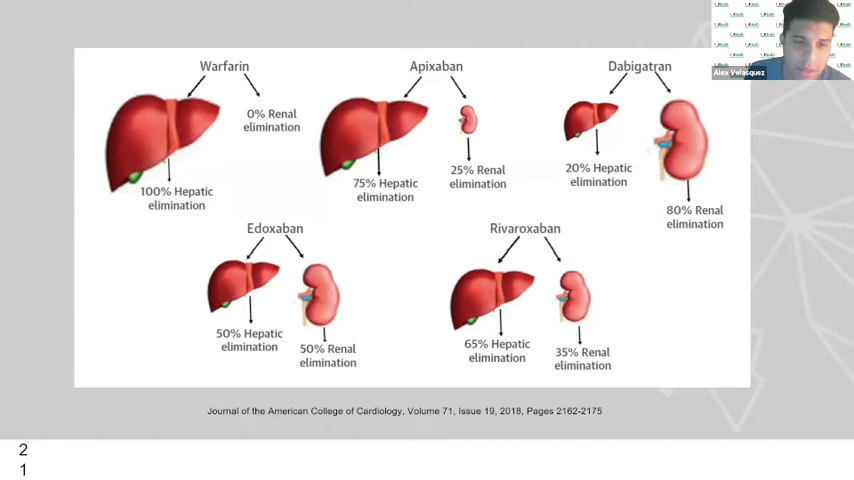 Warfarin
Apixaban
Dabigatran
0% Renal
elimination
100% Hepatic
elimination
75% Hepatic
elimination
25% Renal
elimination
20% Hepatic
elimination
80% Renal
elimination
Edoxaban
Rivaroxaban
50% Hepatic
elimination
50% Renal
elimination
65% Hepatic
elimination
35% Renal
elimination
Journal of the American College of Cardiology, Volume 71, Issue 19, 2018, Pages 2162-2175
2
1
Alex Velasquez